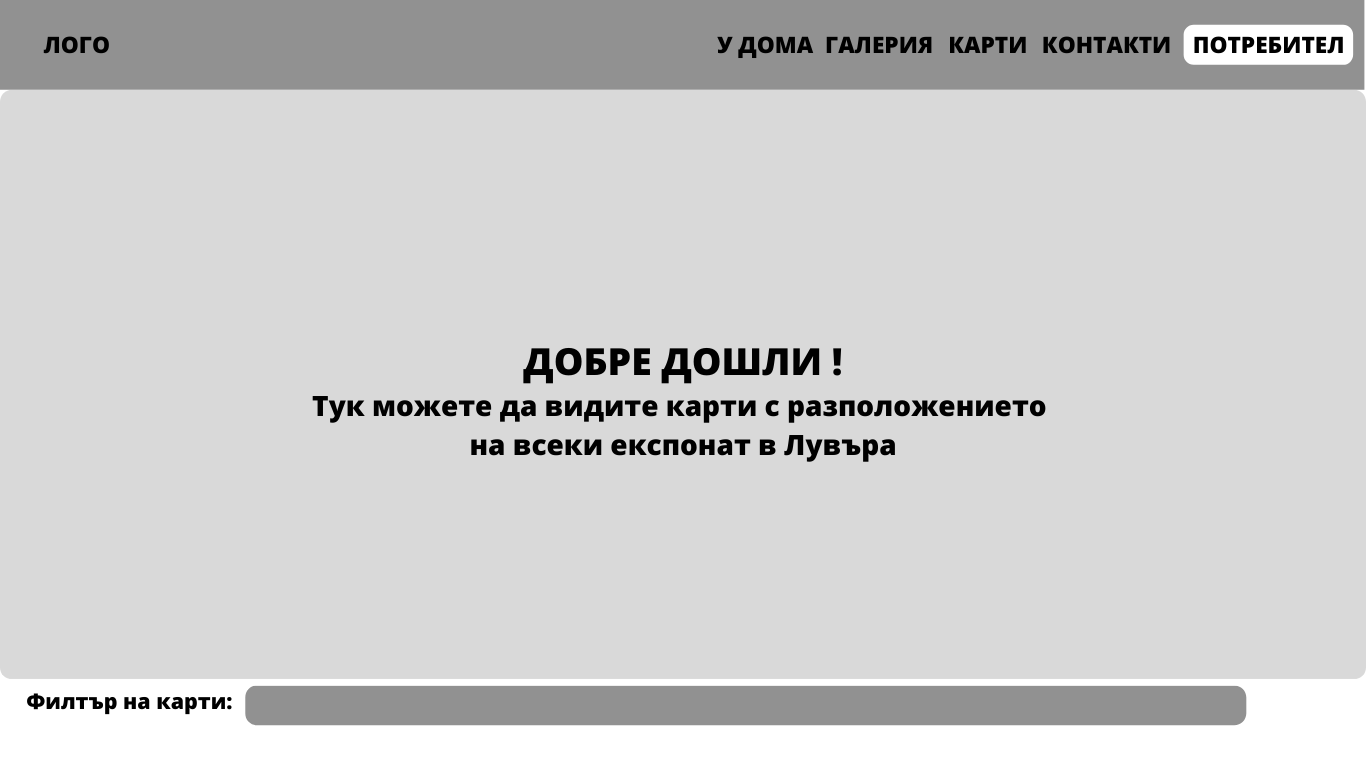 ЛОГО
У ДОМА ГАЛЕРИЯ КАРТИ КОНТАКТИ ПОТРЕБИТЕЛ
ДОБРЕ ДОШЛИ !
Тук можете да видите карти с разположението
на всеки експонат в Лувъра
Филтър на карти: